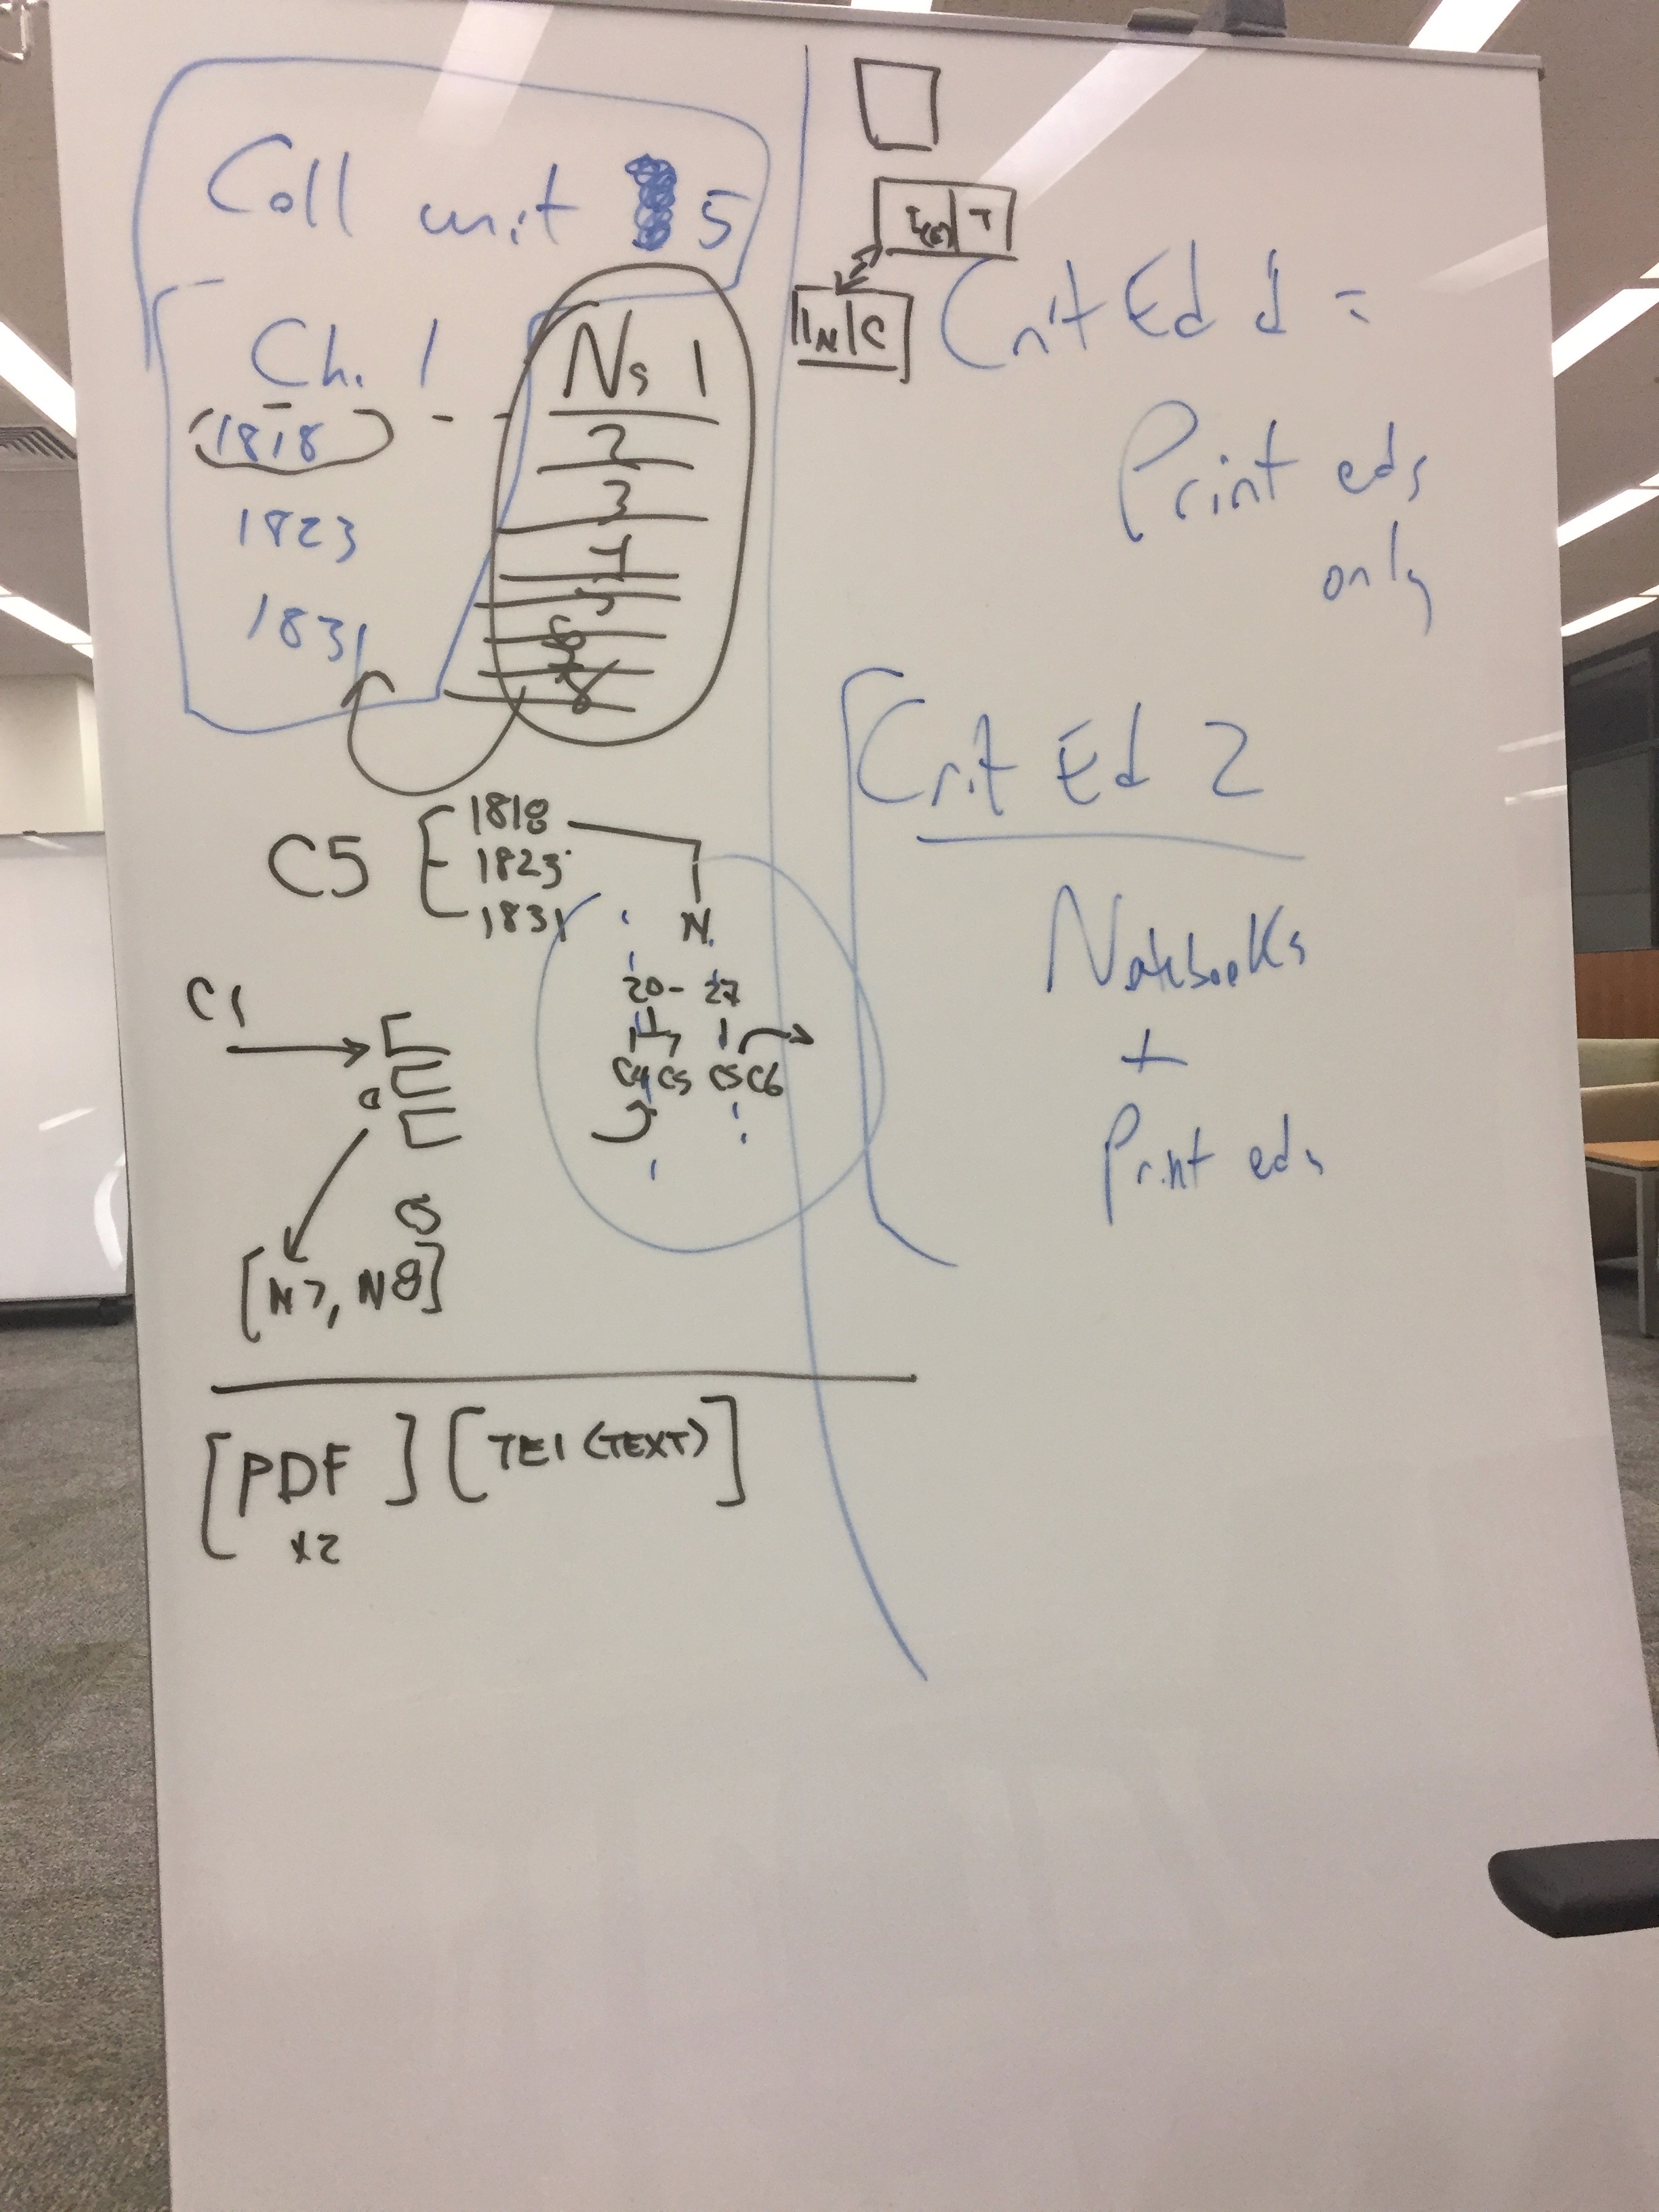 Coll unit 5
Ch. 1
1818
1823
1831
Ns 1
2
3
4
5
6
7
8
C5
1818
1823
1831
N
20- 27
C4 C5 C5 C6
C1
[N7, N8]
[PDF] [TEI (TEXT)]
x2
T
N C
Crit Ed 1 =
Print eds
only
Crit Ed 2
Notebooks
+
Print eds